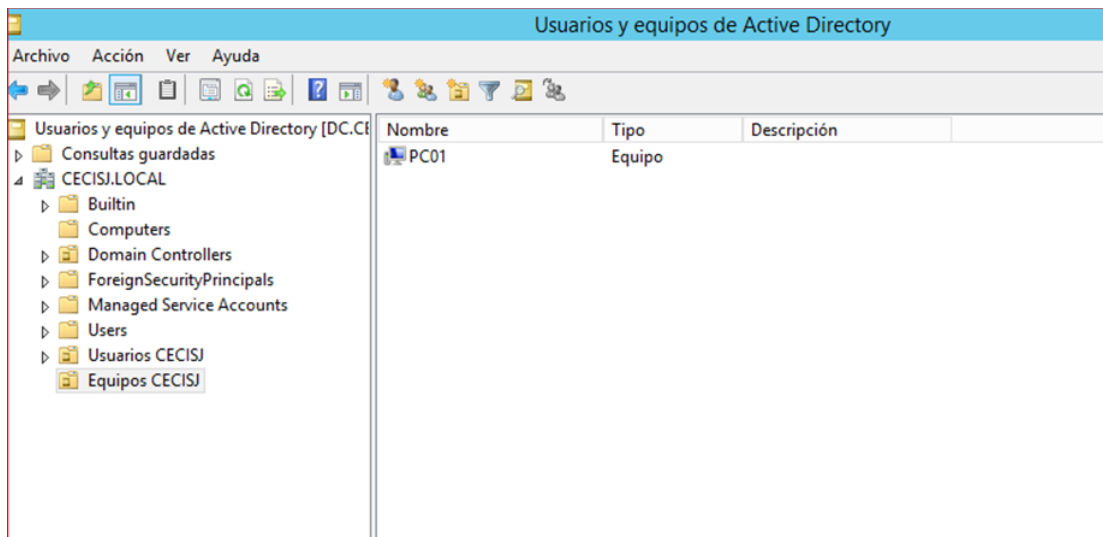 Usuarios y equipos de Active Directory
Archivo Acción Ver Ayuda
Usuarios y equipos de Active Directory [DC.CE
Nombre Tipo Descripción
Consultas guardadas
PC01 Equipo
CECISJ.LOCAL
Builtin
Computers
Domain Controllers
ForeignSecurityPrincipals
Managed Service Accounts
Users
Usuarios CECISJ
Equipos CECISJ